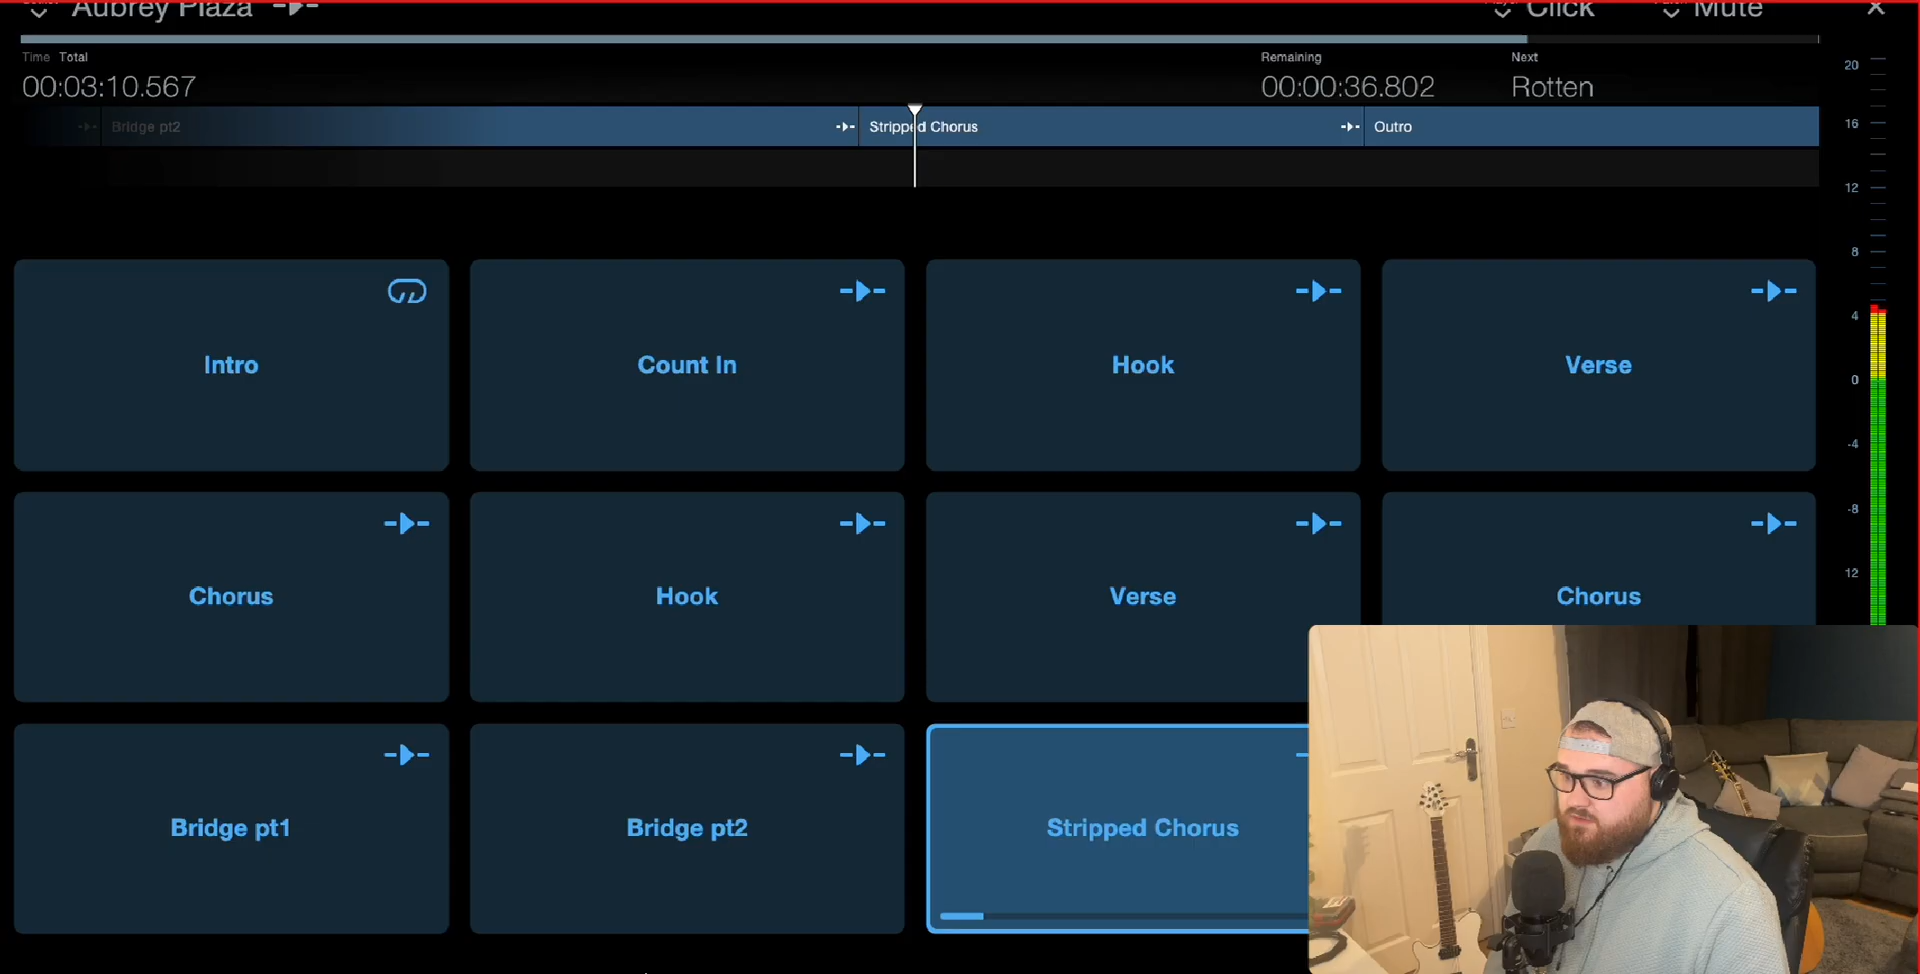 Aubrey Plaza
Click
Mute
Time Total
00:03:10.567
Remaining
00:00:36.802
Next
Rotten
Bridge pt2
Stripped Chorus
Outro
20
16
12
8
4
0
-4
-8
12
Intro
Count In
Hook
Verse
Chorus
Hook
Verse
Chorus
Bridge pt1
Bridge pt2
Stripped Chorus